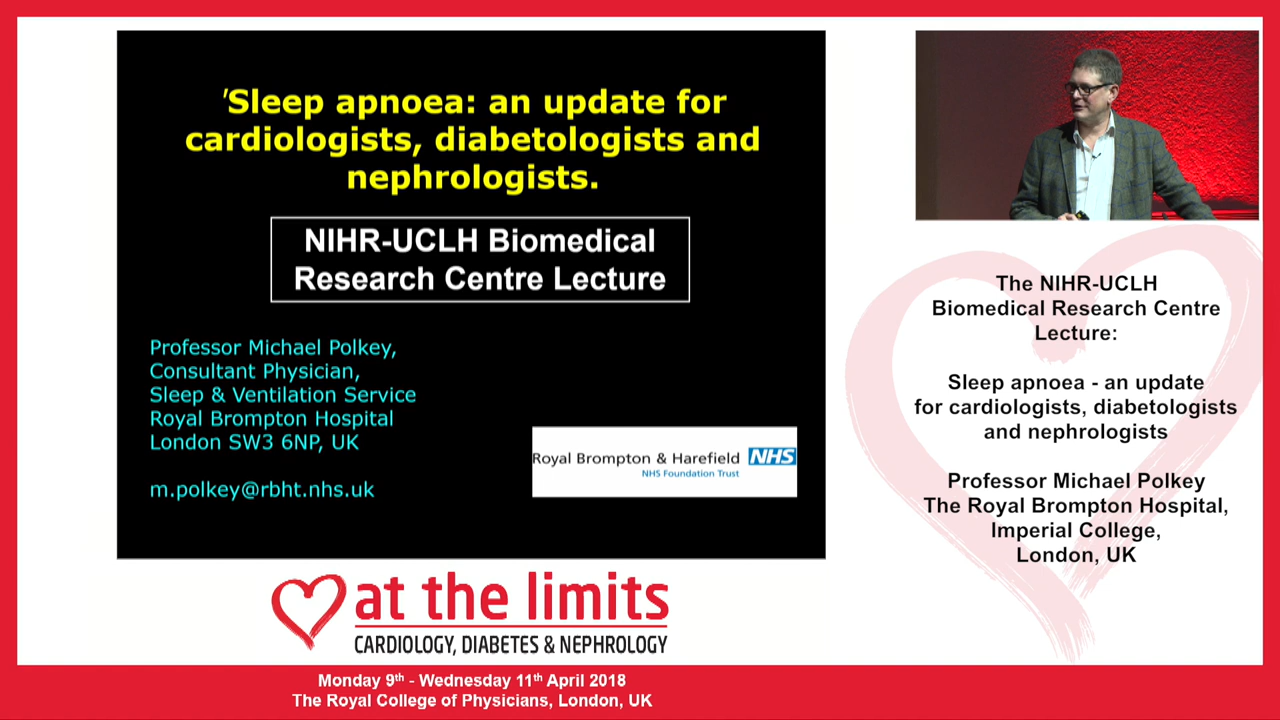 'Sleep apnoea: an update for
cardiologists, diabetologists and
nephrologists.
NIHR-UCLH Biomedical
Research Centre Lecture
Professor Michael Polkey,
Consultant Physician,
Sleep & Ventilation Service
Royal Brompton Hospital
London SW3 6NP, UK
m.polkey@rbht.nhs.uk
Royal Brompton & Harefield NHS
NHS Foundation Trust
at the limits
CARDIOLOGY, DIABETES & NEPHROLOGY
The NIHR-UCLH
Biomedical Research Centre
Lecture:
Sleep apnoea - an update
for cardiologists, diabetologists
and nephrologists
Professor Michael Polkey
The Royal Brompton Hospital,
Imperial College,
London, UK
Monday 9th - Wednesday 11th April 2018
The Royal College of Physicians, London, UK